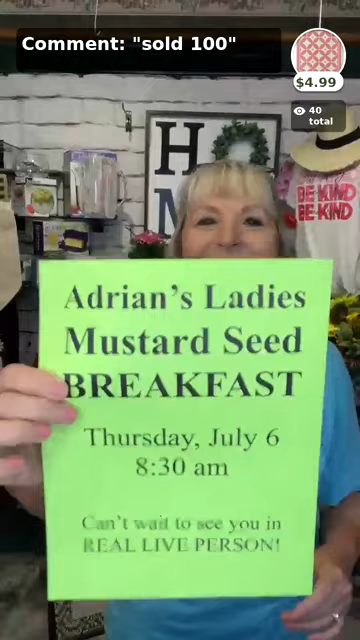 Comment: "sold 100"
$4.99
40
total
H
BE KIND
BE KIND
Adrian's Ladies
Mustard Seed
BREAKFAST
Thursday, July 6
8:30 am
Can't wait to see you in
REAL LIVE PERSON!